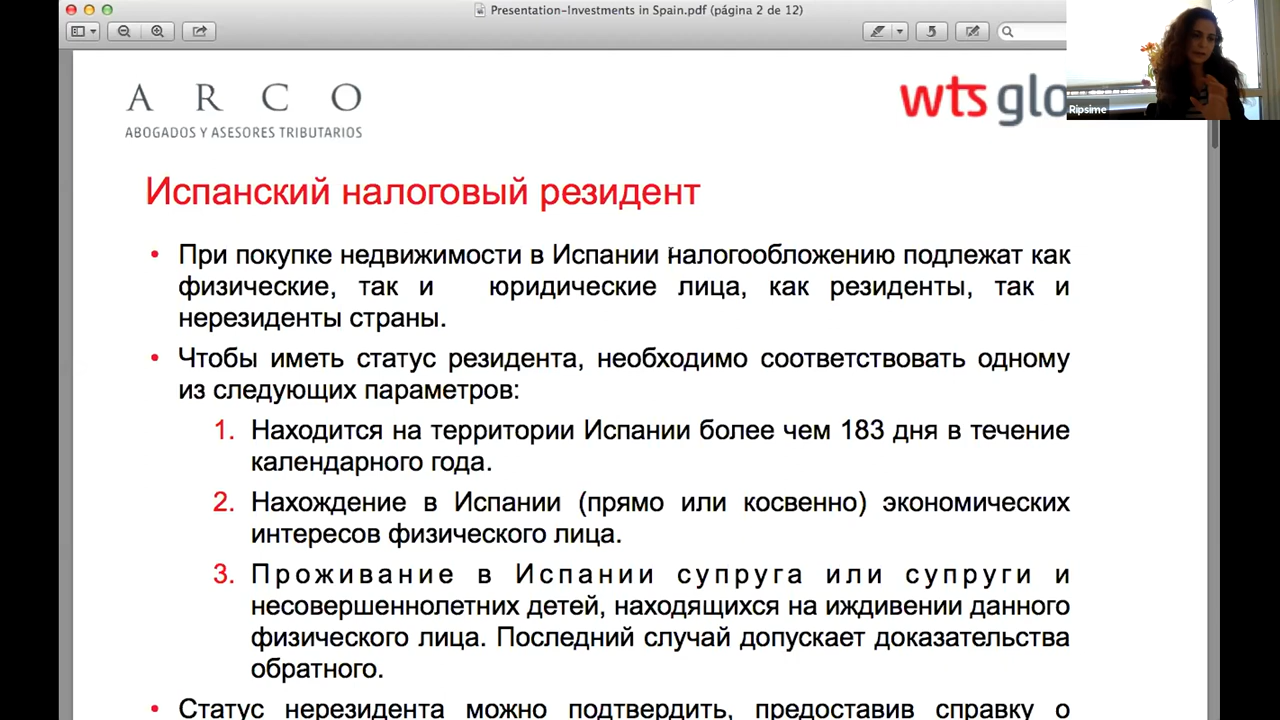 Presentation-Investments in Spain.pdf (página 2 de 12)
A R C O
ABOGADOS Y ASESORES TRIBUTARIOS
wts glo
Ripsime
Испанский налоговый резидент
• При покупке недвижимости в Испании налогообложению подлежат как
физические, так и юридические лица, как резиденты, так и
нерезиденты страны.
• Чтобы иметь статус резидента, необходимо соответствовать одному
из следующих параметров:
1. Находится на территории Испании более чем 183 дня в течение
календарного года.
2. Нахождение в Испании (прямо или косвенно) экономических
интересов физического лица.
3. Проживание в Испании супруга или супруги и
несовершеннолетних детей, находящихся на иждивении данного
физического лица. Последний случай допускает доказательства
обратного.
• Статус нерезидента можно подтвердить, предоставив справку о